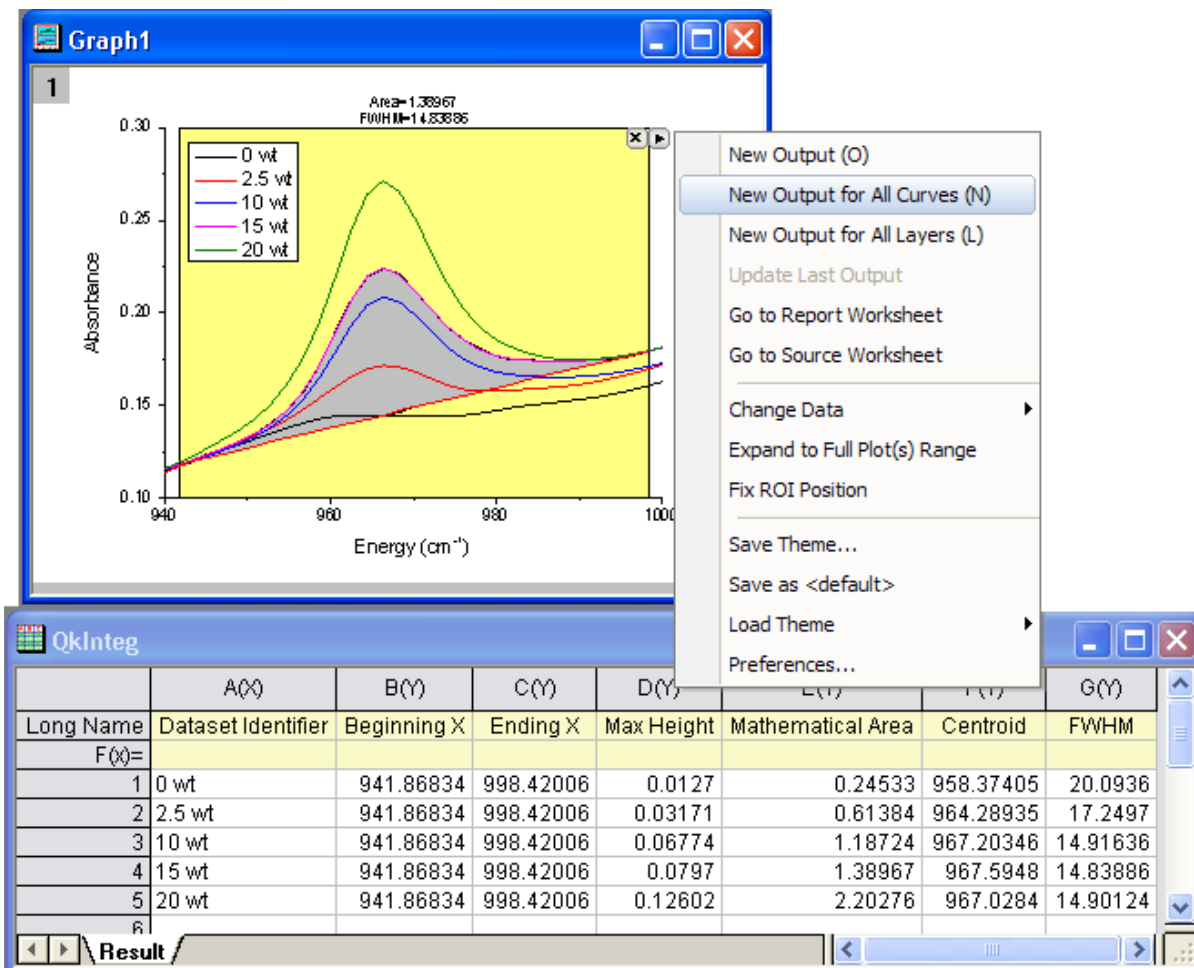 Graph1
1
Area=1.38967
FWHM=14.83886
0.30
0.25
0.20
0.15
0.10
Absorbance
0 wt
2.5 wt
10 wt
15 wt
20 wt
940
960
980
1000
Energy (cm⁻¹)
New Output (O)
New Output for All Curves (N)
New Output for All Layers (L)
Update Last Output
Go to Report Worksheet
Go to Source Worksheet
Change Data
Expand to Full Plot(s) Range
Fix ROI Position
Save Theme...
Save as <default>
Load Theme
Preferences...
QkInteg
A(X) B(Y) C(Y) D(Y) E(Y) F(Y) G(Y)
Long Name Dataset Identifier Beginning X Ending X Max Height Mathematical Area Centroid FWHM
F(x)=
1 0 wt 941.86834 998.42006 0.0127 0.24533 958.37405 20.0936
2 2.5 wt 941.86834 998.42006 0.03171 0.61384 964.28935 17.2497
3 10 wt 941.86834 998.42006 0.06774 1.18724 967.20346 14.91636
4 15 wt 941.86834 998.42006 0.0797 1.38967 967.5948 14.83886
5 20 wt 941.86834 998.42006 0.12602 2.20276 967.0284 14.90124
6
Result